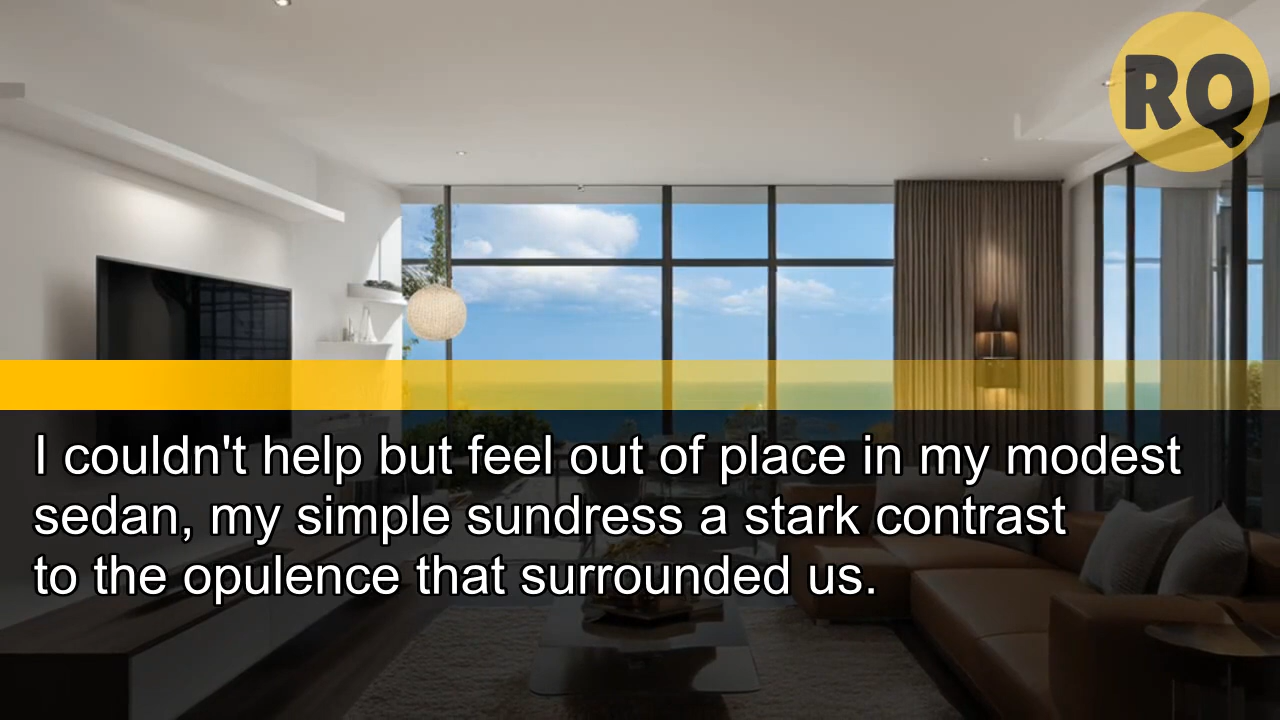 RQ
I couldn't help but feel out of place in my modest
sedan, my simple sundress a stark contrast
to the opulence that surrounded us.